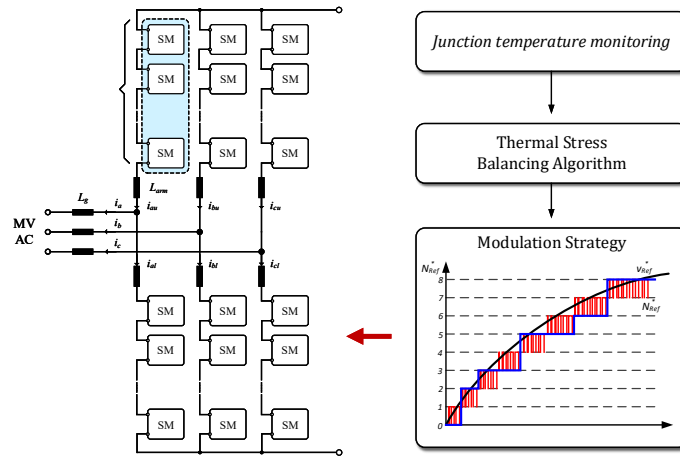 SM SM SM
SM SM SM
SM SM SM
L_g i_a i_au L_arm i_bu i_cu
MV i_b
AC i_c
i_al i_bl i_cl
SM SM SM
SM SM SM
SM SM SM
Junction temperature monitoring
Thermal Stress
Balancing Algorithm
Modulation Strategy
N*_Ref v*_Ref
8
N*_Ref
7
6
5
4
3
2
1
0